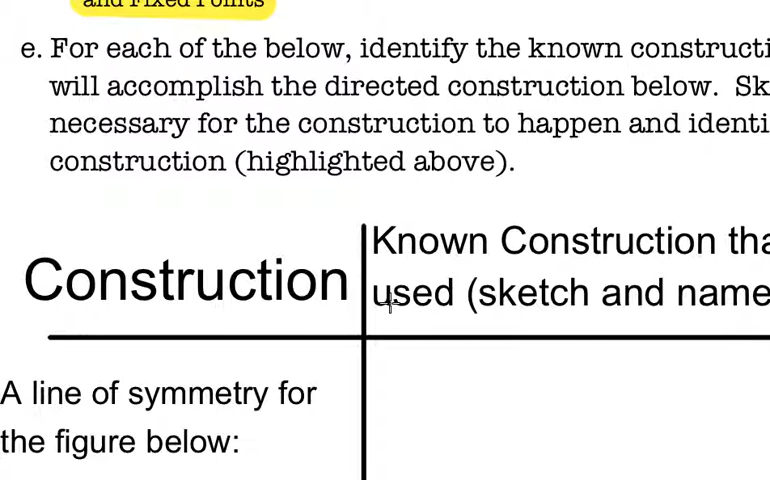 and Fixed Points
e. For each of the below, identify the known constructi
will accomplish the directed construction below. Sk
necessary for the construction to happen and identi
construction (highlighted above).
Construction
Known Construction tha
used (sketch and name
A line of symmetry for
the figure below: